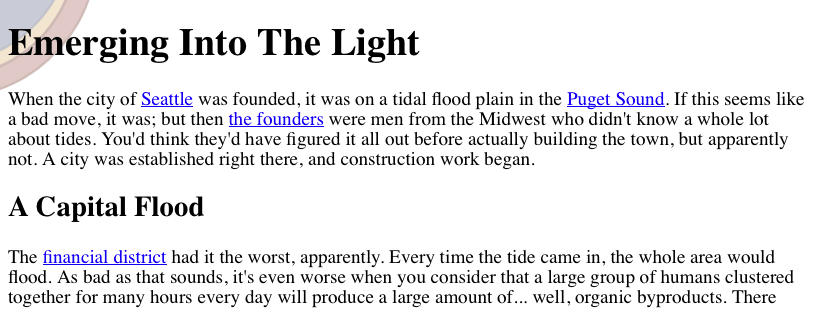 Emerging Into The Light
When the city of Seattle was founded, it was on a tidal flood plain in the Puget Sound. If this seems like
a bad move, it was; but then the founders were men from the Midwest who didn't know a whole lot
about tides. You'd think they'd have figured it all out before actually building the town, but apparently
not. A city was established right there, and construction work began.
A Capital Flood
The financial district had it the worst, apparently. Every time the tide came in, the whole area would
flood. As bad as that sounds, it's even worse when you consider that a large group of humans clustered
together for many hours every day will produce a large amount of... well, organic byproducts. There